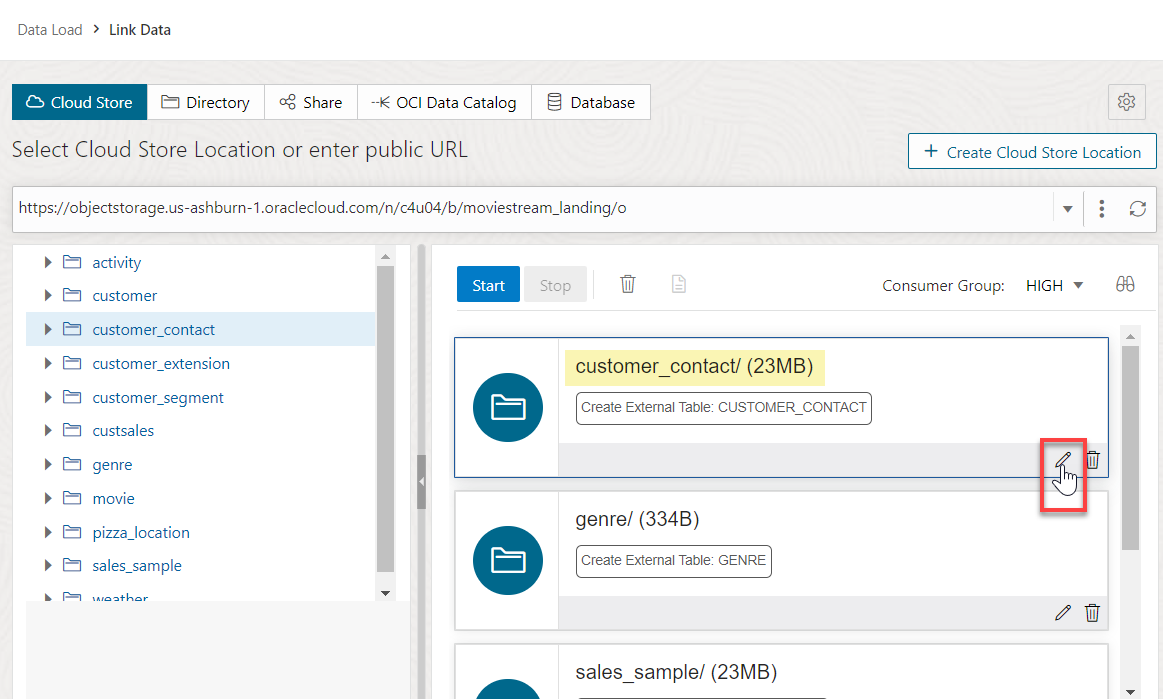 Data Load > Link Data
Cloud Store Directory Share OCI Data Catalog Database
Select Cloud Store Location or enter public URL
+ Create Cloud Store Location
https://objectstorage.us-ashburn-1.oraclecloud.com/n/c4u04/b/moviestream_landing/o
activity
customer
customer_contact
customer_extension
customer_segment
custsales
genre
movie
pizza_location
sales_sample
weather
Start Stop Consumer Group: HIGH
customer_contact/ (23MB)
Create External Table: CUSTOMER_CONTACT
genre/ (334B)
Create External Table: GENRE
sales_sample/ (23MB)